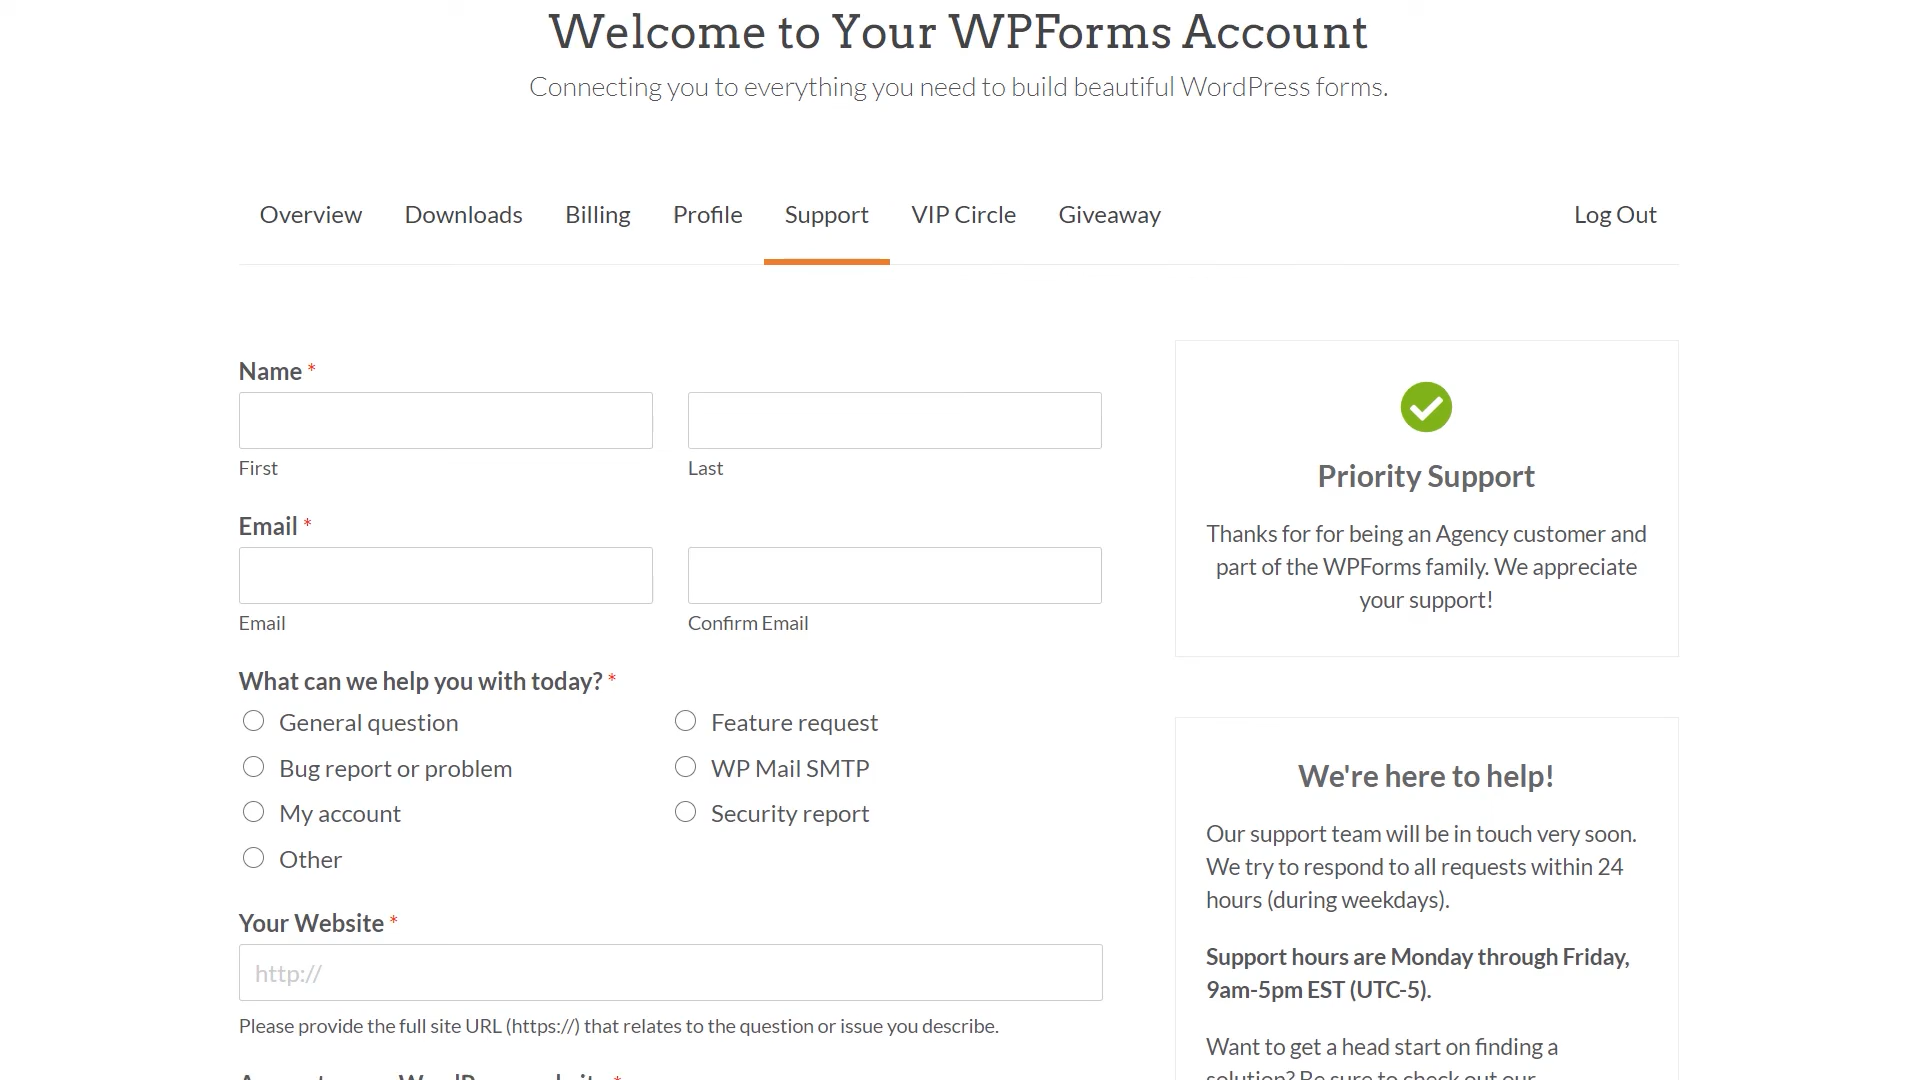 Welcome to Your WPForms Account
Connecting you to everything you need to build beautiful WordPress forms.
Overview Downloads Billing Profile Support VIP Circle Giveaway Log Out
Name *
First Last
Email *
Email Confirm Email
What can we help you with today? *
General question
Feature request
Bug report or problem
WP Mail SMTP
My account
Security report
Other
Your Website *
http://
Please provide the full site URL (https://) that relates to the question or issue you describe.
Priority Support
Thanks for for being an Agency customer and
part of the WPForms family. We appreciate
your support!
We're here to help!
Our support team will be in touch very soon.
We try to respond to all requests within 24
hours (during weekdays).
Support hours are Monday through Friday,
9am-5pm EST (UTC-5).
Want to get a head start on finding a
solution? Be sure to check out our